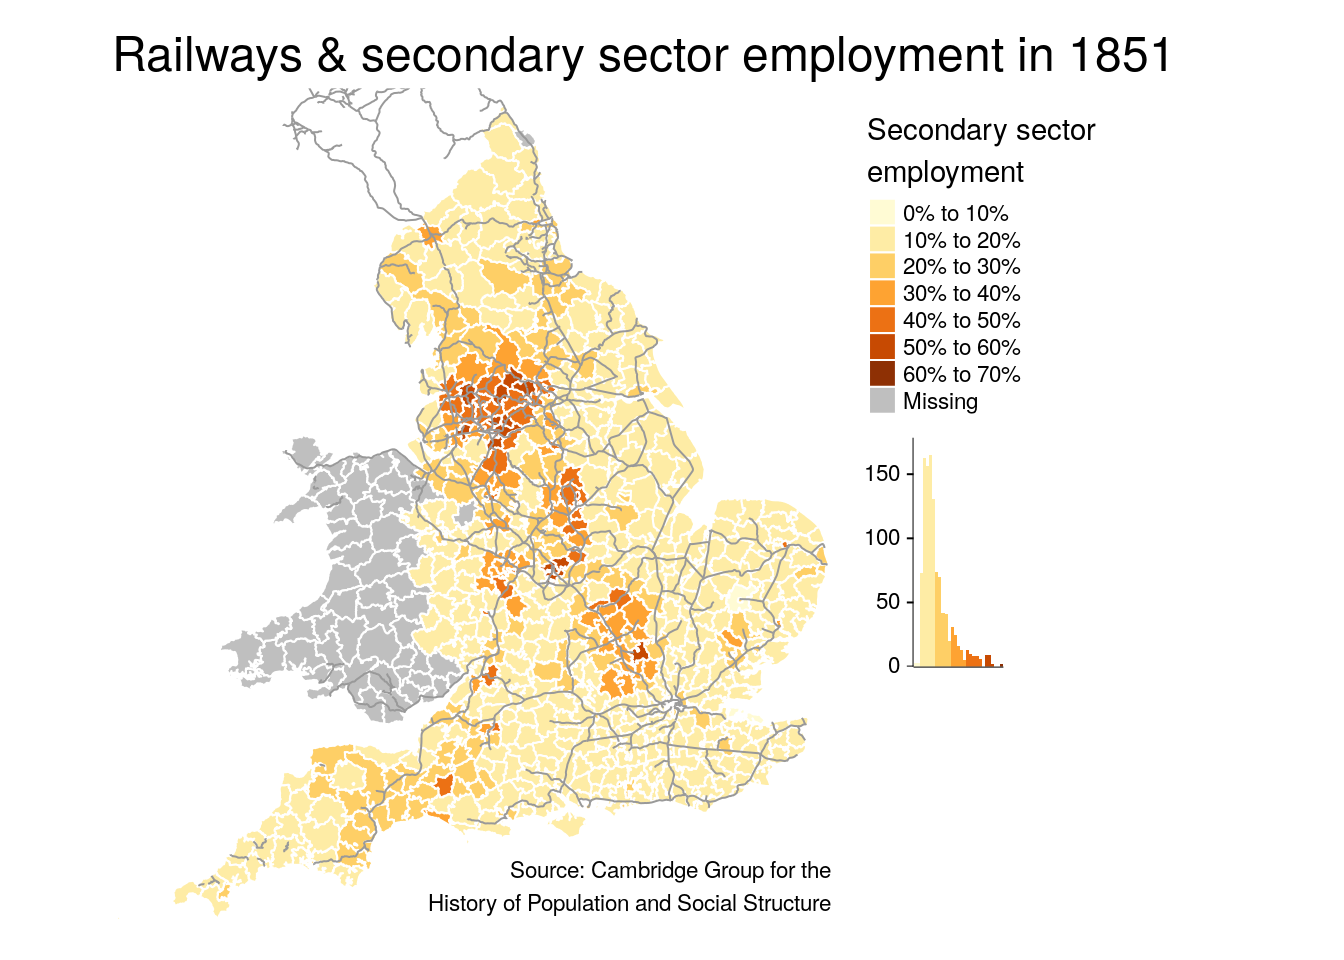 Railways & secondary sector employment in 1851
Secondary sector
employment
0% to 10%
10% to 20%
20% to 30%
30% to 40%
40% to 50%
50% to 60%
60% to 70%
Missing
150
100
50
0
Source: Cambridge Group for the
History of Population and Social Structure